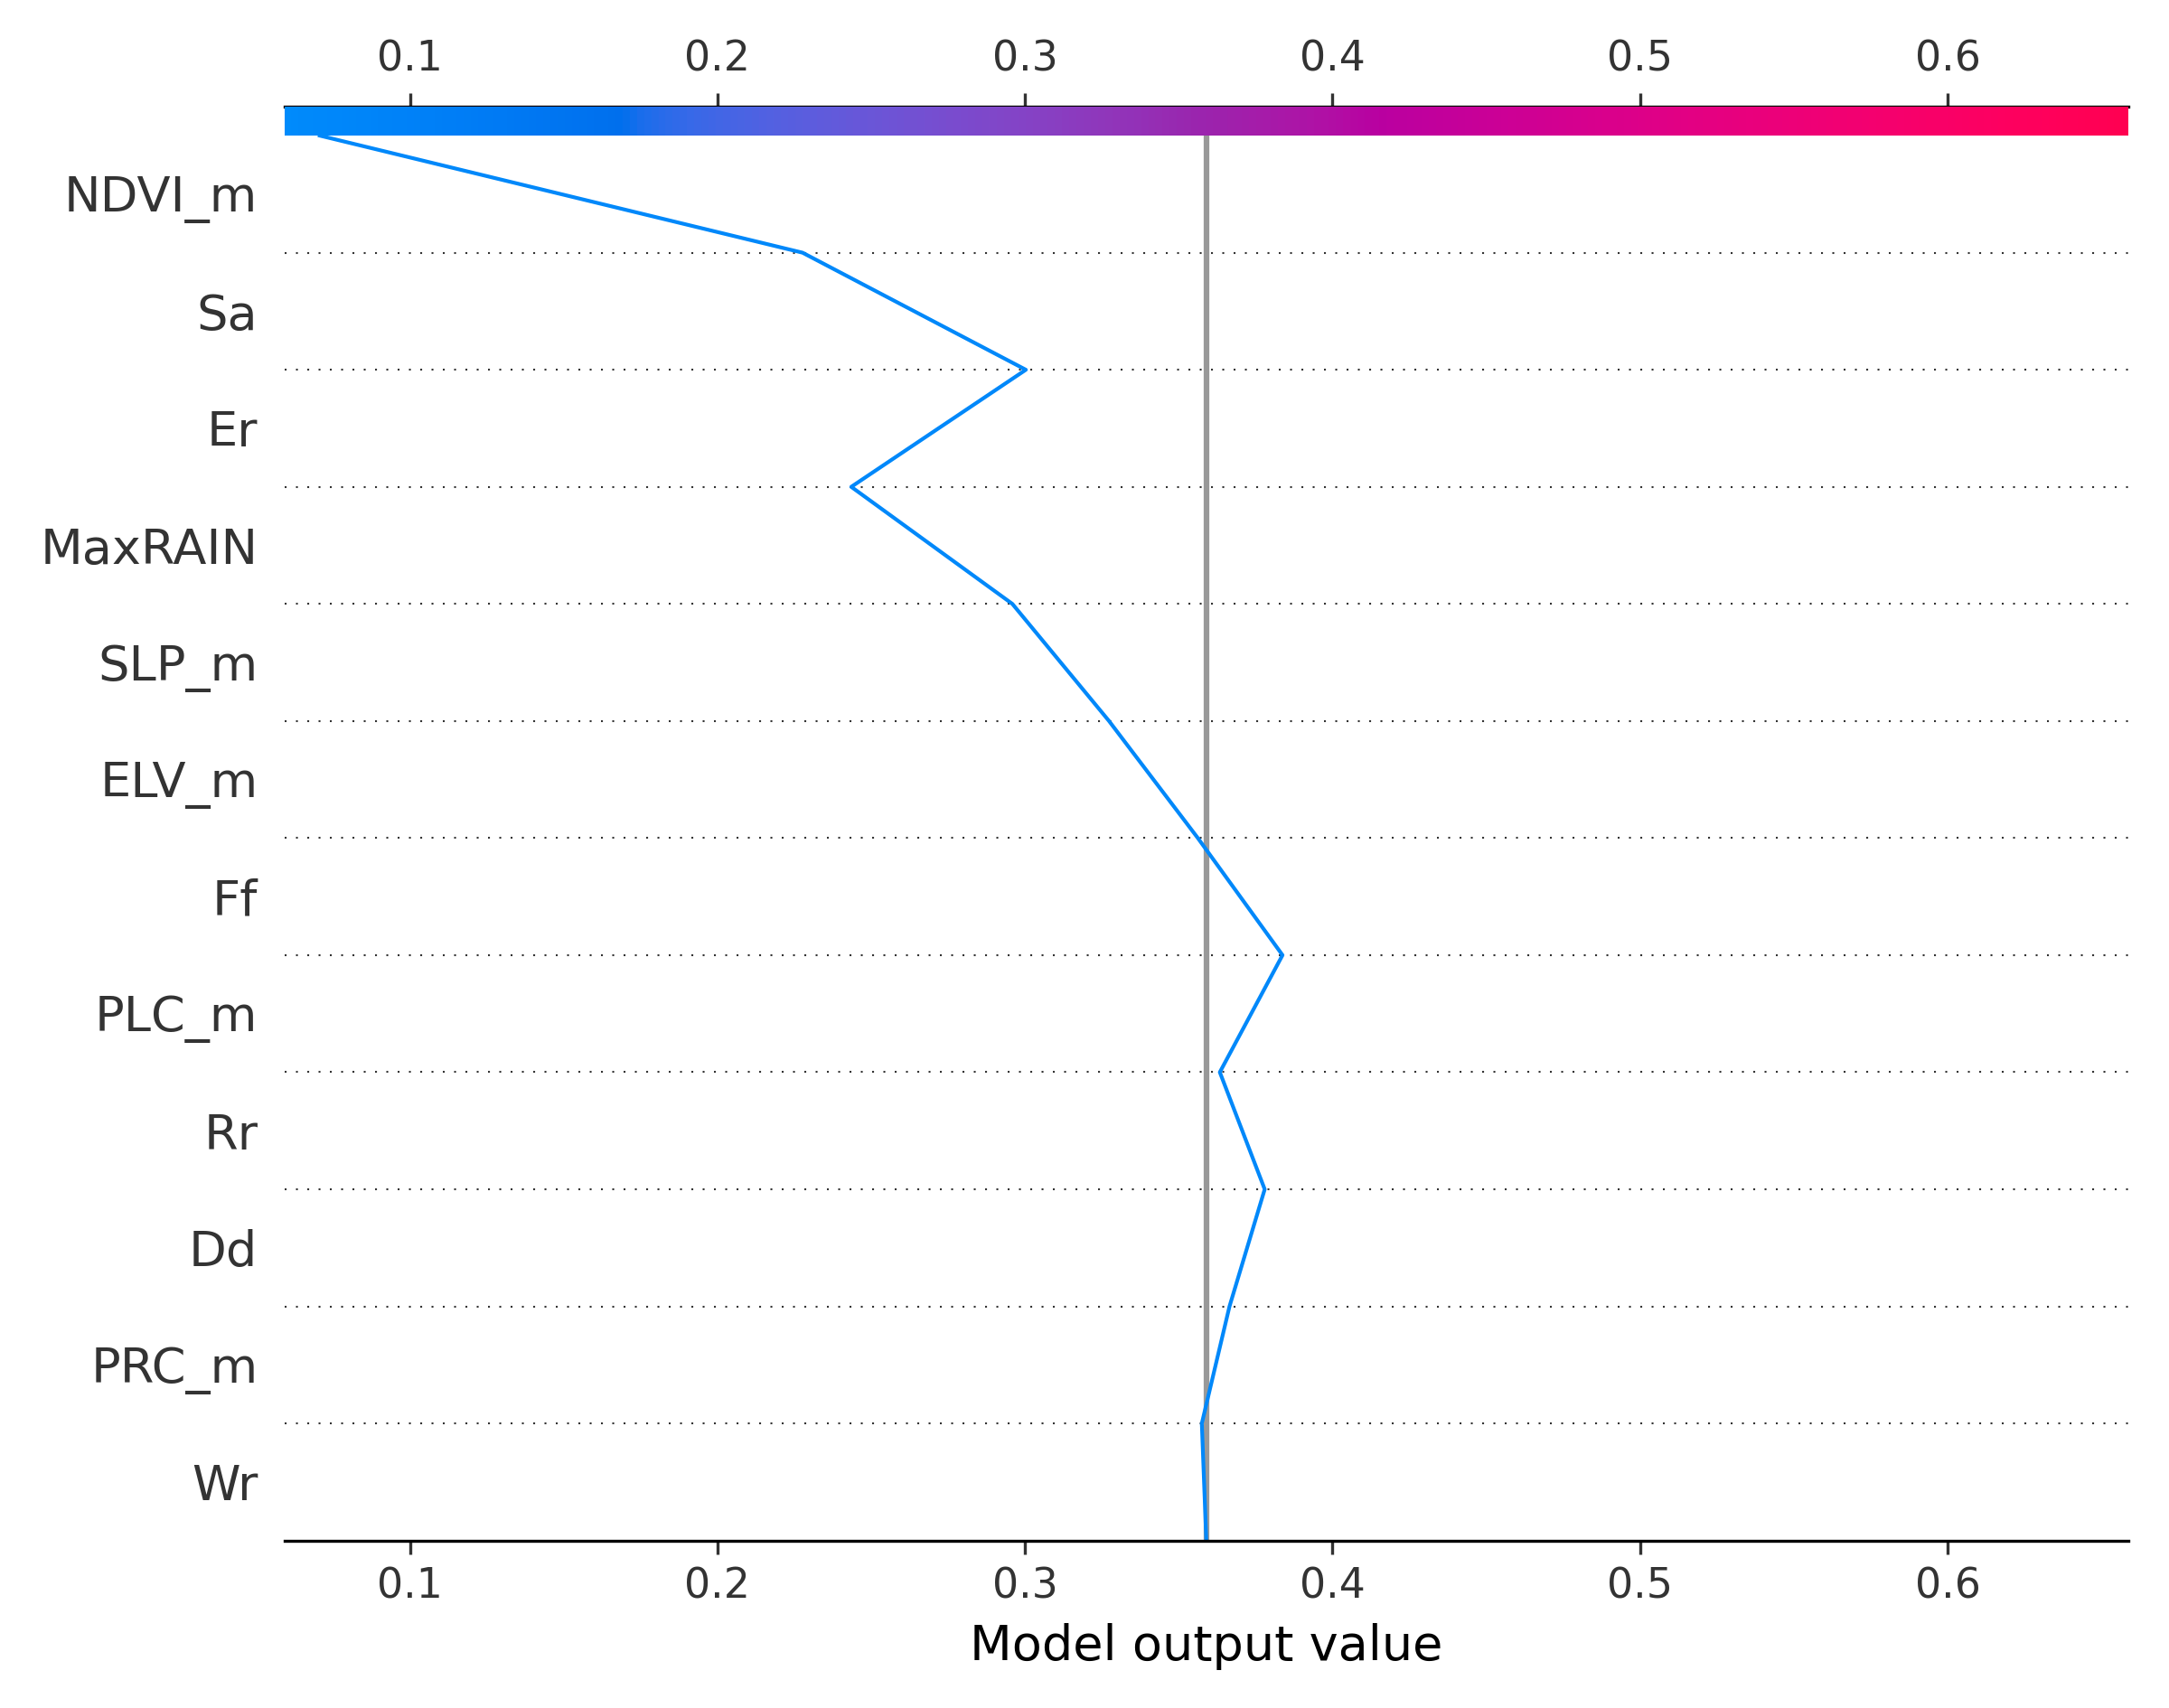 0.1 0.2 0.3 0.4 0.5 0.6
NDVI_m
Sa
Er
MaxRAIN
SLP_m
ELV_m
Ff
PLC_m
Rr
Dd
PRC_m
Wr
0.1 0.2 0.3 0.4 0.5 0.6
Model output value